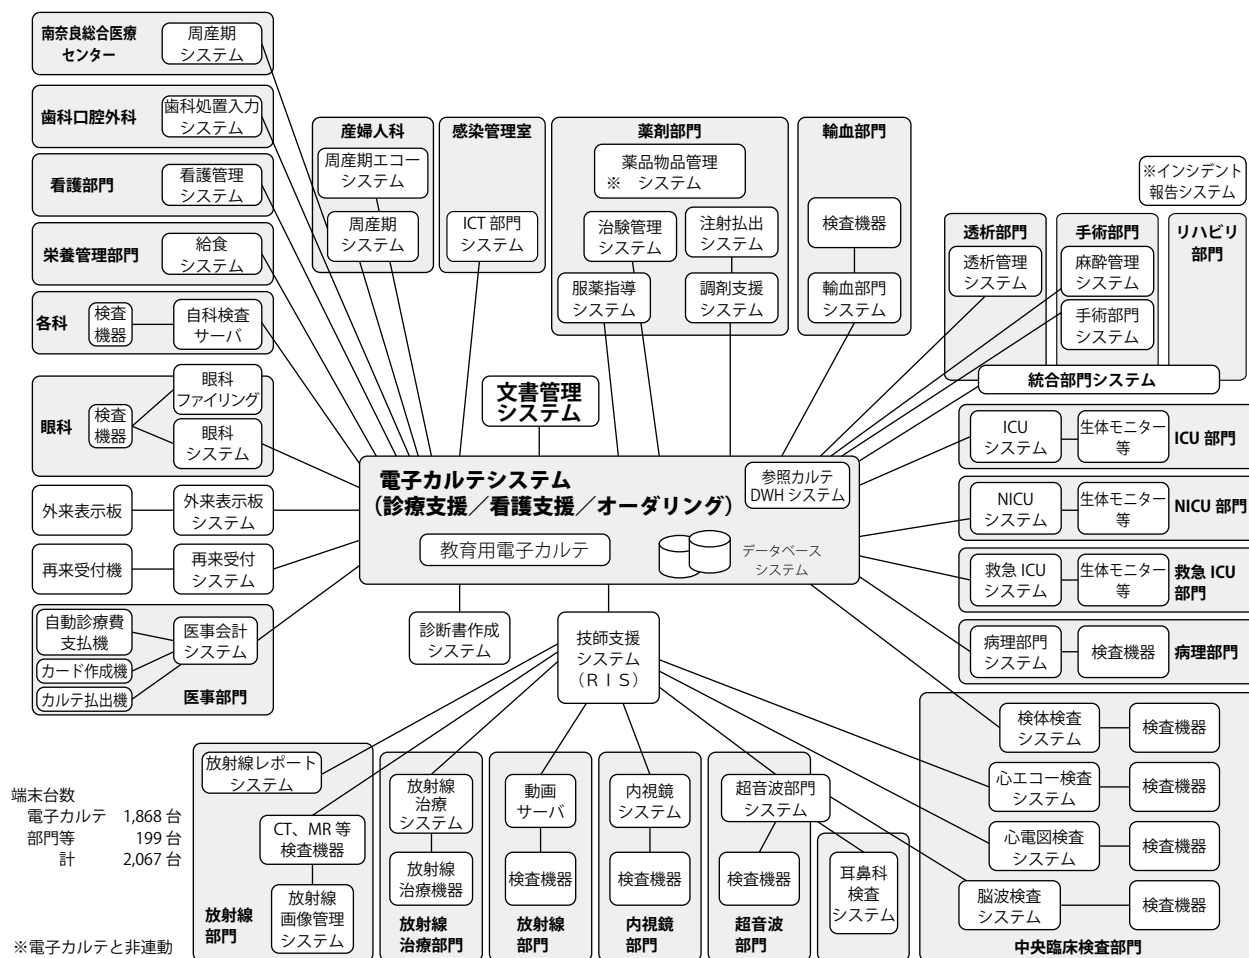 南奈良総合医療
センター
周産期
システム
歯科口腔外科
歯科処置入力
システム
看護部門
看護管理
システム
栄養管理部門
給食
システム
各科
検査
機器
自科検査
サーバ
眼科
検査
機器
眼科
ファイリング
眼科
システム
外来表示板
外来表示板
システム
再来受付機
再来受付
システム
自動診療費
支払機
カード作成機
カルテ払出機
医事会計
システム
医事部門
産婦人科
周産期エコー
システム
周産期
システム
感染管理室
ICT 部門
システム
薬剤部門
薬品物品管理
※ システム
治験管理
システム
注射払出
システム
服薬指導
システム
調剤支援
システム
輸血部門
検査機器
輸血部門
システム
※インシデント
報告システム
透析部門
透析管理
システム
手術部門
麻酔管理
システム
手術部門
システム
リハビリ
部門
統合部門システム
文書管理
システム
電子カルテシステム
（診療支援／看護支援／オーダリング）
参照カルテ
DWH システム
教育用電子カルテ
データベース
システム
ICU
システム
生体モニター
等
ICU 部門
NICU
システム
生体モニター
等
NICU 部門
救急 ICU
システム
生体モニター
等
救急 ICU
部門
病理部門
システム
検査機器
病理部門
診断書作成
システム
技師支援
システム
（ＲＩＳ）
検体検査
システム
検査機器
心エコー検査
システム
検査機器
心電図検査
システム
検査機器
脳波検査
システム
検査機器
中央臨床検査部門
放射線レポート
システム
CT、MR 等
検査機器
放射線
画像管理
システム
放射線
部門
放射線
治療
システム
放射線
治療機器
放射線
治療部門
動画
サーバ
検査機器
放射線
部門
内視鏡
システム
検査機器
内視鏡
部門
超音波部門
システム
検査機器
超音波
部門
耳鼻科
検査
システム
端末台数
電子カルテ 1,868 台
部門等 199 台
計 2,067 台
※電子カルテと非連動